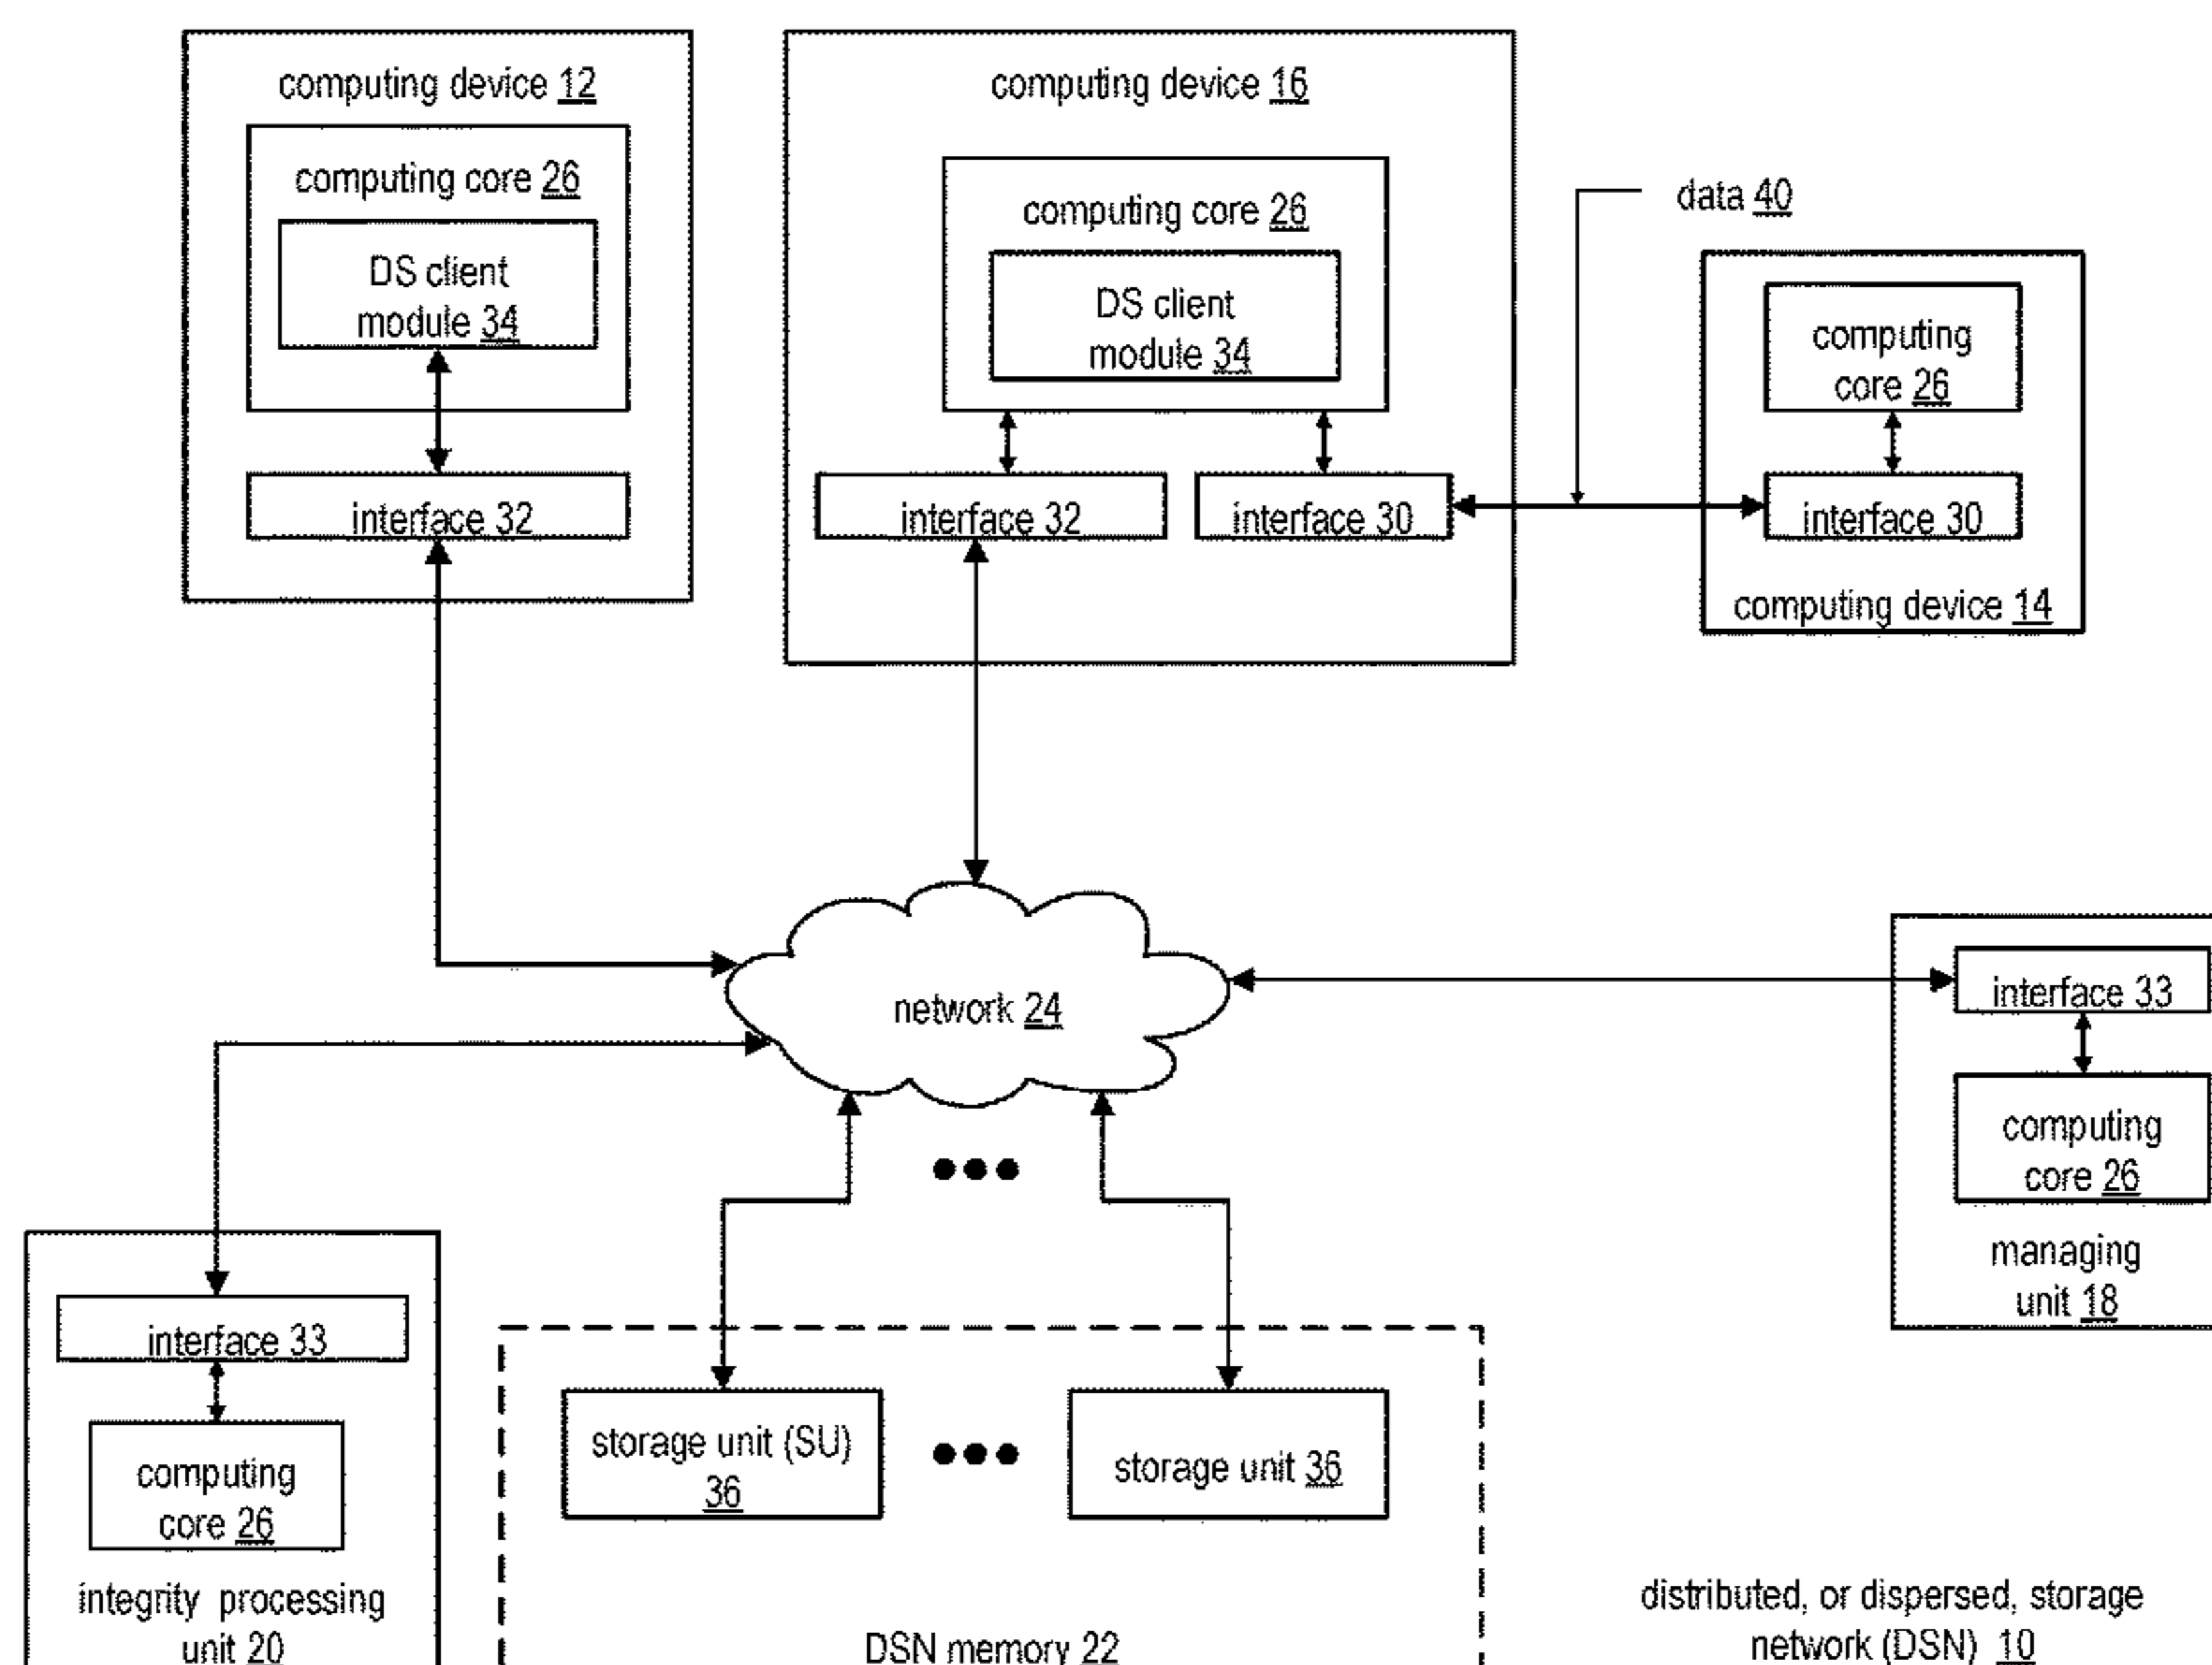 computing device 12
computing core 26
DS client
module 34
interface 32
computing device 16
computing core 26
DS client
module 34
interface 32
interface 30
data 40
computing
core 26
interface 30
computing device 14
network 24
interface 33
computing
core 26
managing
unit 18
interface 33
computing
core 26
integrity processing
unit 20
storage unit (SU)
36
storage unit 36
DSN memory 22
distributed, or dispersed, storage
network (DSN) 10